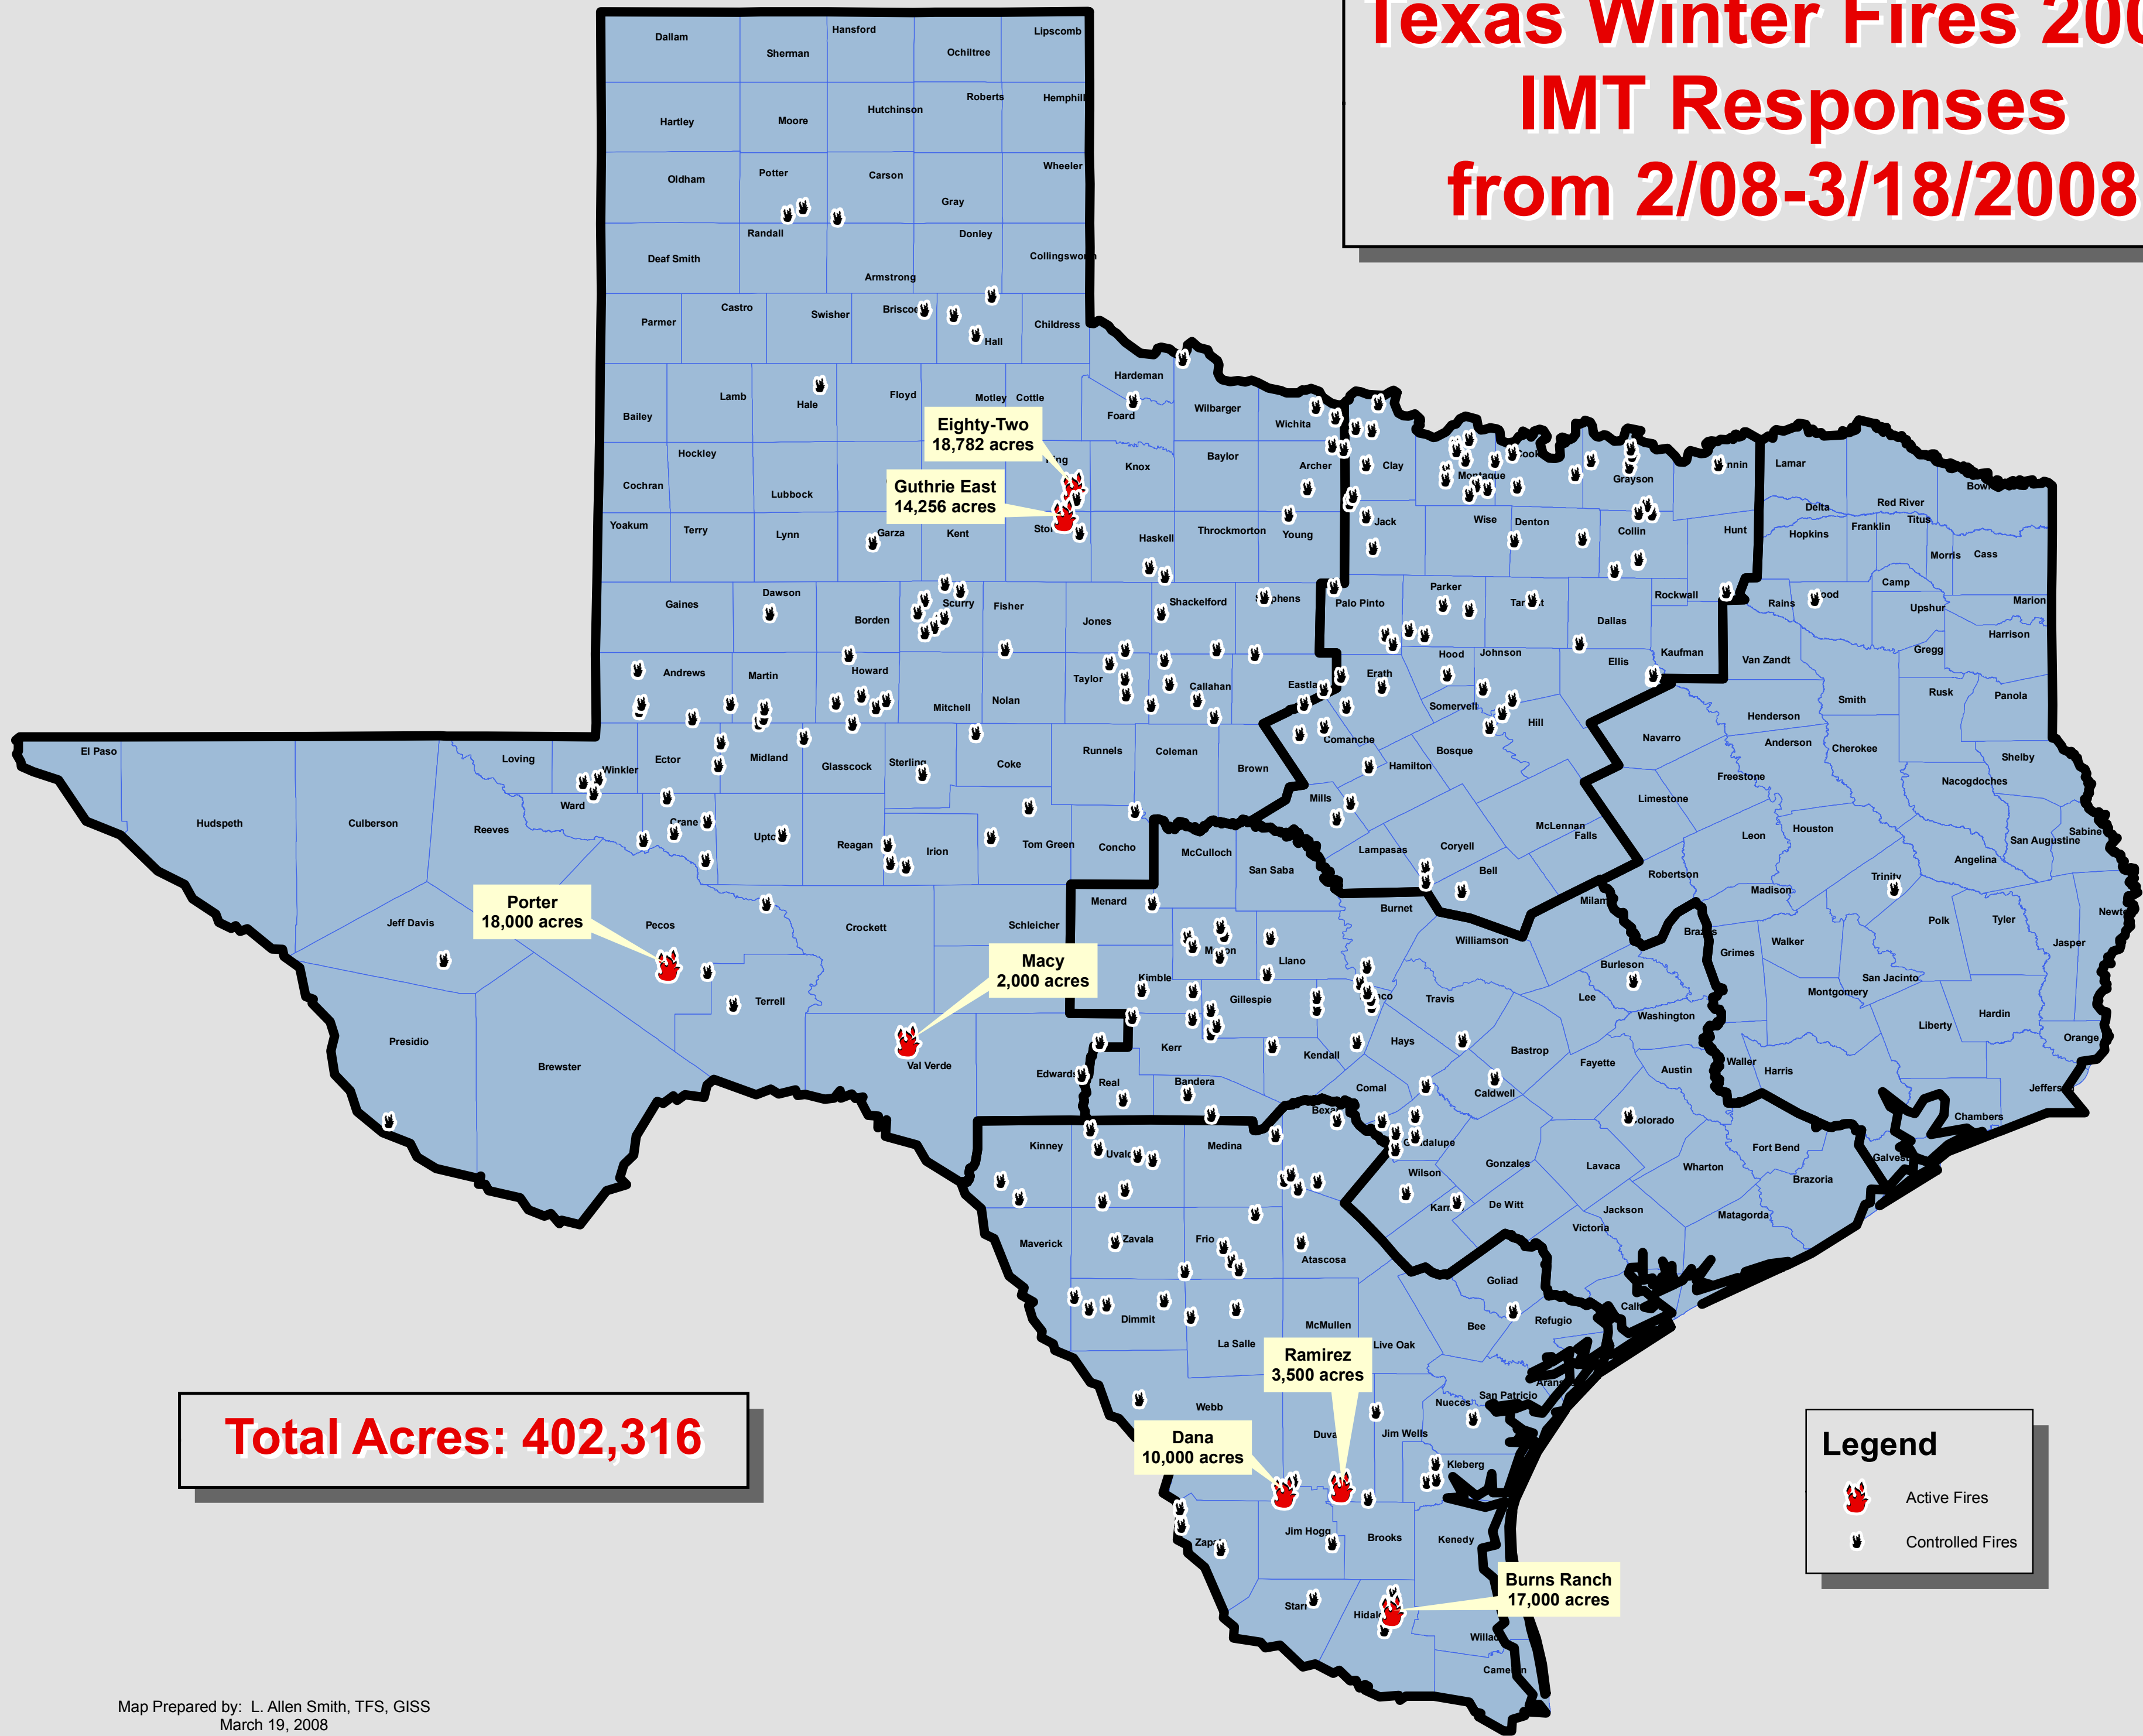 Texas Winter Fires 200
IMT Responses
from 2/08-3/18/2008
Dallam
Sherman
Hansford
Ochiltree
Lipscomb
Hartley
Moore
Hutchinson
Roberts
Hemphill
Oldham
Potter
Carson
Gray
Wheeler
Deaf Smith
Randall
Armstrong
Donley
Collingsworth
Parmer
Castro
Swisher
Briscoe
Hall
Childress
Bailey
Lamb
Hale
Floyd
Motley
Cottle
Hardeman
Foard
Wilbarger
Wichita
Eighty-Two
18,782 acres
Guthrie East
14,256 acres
Cochran
Hockley
Lubbock
Knox
Baylor
Archer
Clay
Montague
Grayson
Lamar
Red River
Delta
Yoakum
Terry
Lynn
Garza
Kent
Haskell
Throckmorton
Young
Jack
Wise
Denton
Collin
Hunt
Hopkins
Franklin
Titus
Morris
Cass
Camp
Gaines
Dawson
Borden
Scurry
Fisher
Jones
Shackelford
Palo Pinto
Parker
Dallas
Rockwall
Rains
Upshur
Marion
Harrison
Gregg
Andrews
Martin
Howard
Mitchell
Nolan
Taylor
Callahan
Erath
Hood
Johnson
Somervell
Ellis
Kaufman
Van Zandt
Smith
Rusk
Panola
Henderson
El Paso
Hudspeth
Culberson
Loving
Winkler
Ector
Midland
Glasscock
Sterling
Coke
Runnels
Coleman
Brown
Comanche
Hamilton
Bosque
Hill
Navarro
Anderson
Cherokee
Shelby
Nacogdoches
Freestone
Limestone
Reeves
Ward
Crane
Reagan
Irion
Tom Green
Concho
McCulloch
San Saba
Mills
Lampasas
Coryell
McLennan
Falls
Bell
Robertson
Leon
Houston
Madison
Trinity
Angelina
San Augustine
Sabine
Porter
18,000 acres
Jeff Davis
Pecos
Crockett
Schleicher
Menard
Macy
2,000 acres
Kimble
Llano
Burnet
Williamson
Milam
Burleson
Grimes
Walker
Polk
Tyler
Jasper
San Jacinto
Montgomery
Presidio
Brewster
Terrell
Val Verde
Edwards
Real
Kerr
Bandera
Gillespie
Kendall
Travis
Hays
Comal
Caldwell
Bastrop
Lee
Washington
Fayette
Austin
Waller
Harris
Liberty
Hardin
Orange
Chambers
Kinney
Medina
Wilson
Gonzales
Lavaca
Wharton
Fort Bend
Brazoria
De Witt
Jackson
Victoria
Matagorda
Maverick
Zavala
Frio
Atascosa
Goliad
Bee
Refugio
Dimmit
La Salle
McMullen
Live Oak
Ramirez
3,500 acres
San Patricio
Nueces
Webb
Jim Wells
Kleberg
Dana
10,000 acres
Jim Hogg
Brooks
Kenedy
Burns Ranch
17,000 acres
Total Acres: 402,316
Legend
Active Fires
Controlled Fires
Map Prepared by: L. Allen Smith, TFS, GISS
March 19, 2008